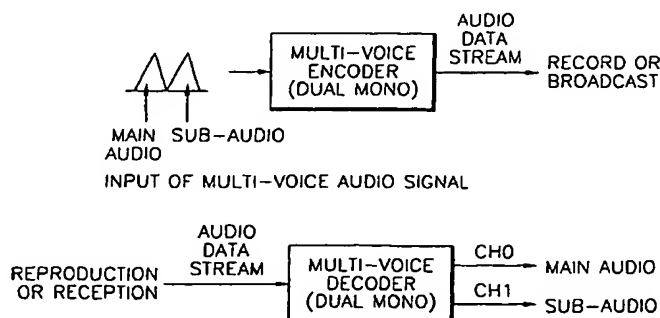 AUDIO
DATA
STREAM
MULTI-VOICE
ENCODER
(DUAL MONO)
RECORD OR
BROADCAST
MAIN
AUDIO
SUB-AUDIO
INPUT OF MULTI-VOICE AUDIO SIGNAL
AUDIO
DATA
STREAM
REPRODUCTION
OR RECEPTION
MULTI-VOICE
DECODER
(DUAL MONO)
CH0
MAIN AUDIO
CH1
SUB-AUDIO